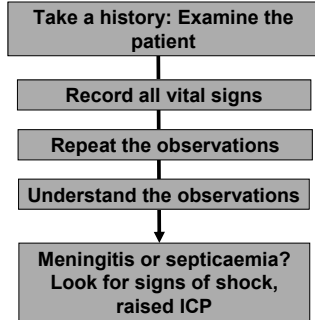 Take a history: Examine the
patient
Record all vital signs
Repeat the observations
Understand the observations
Meningitis or septicaemia?
Look for signs of shock,
raised ICP